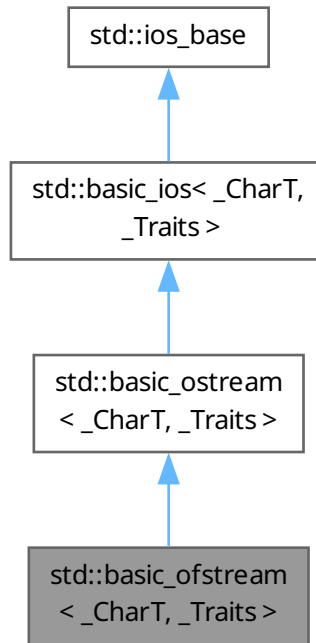 std::ios_base
std::basic_ios< _CharT,
_Traits >
std::basic_ostream
< _CharT, _Traits >
std::basic_ofstream
< _CharT, _Traits >